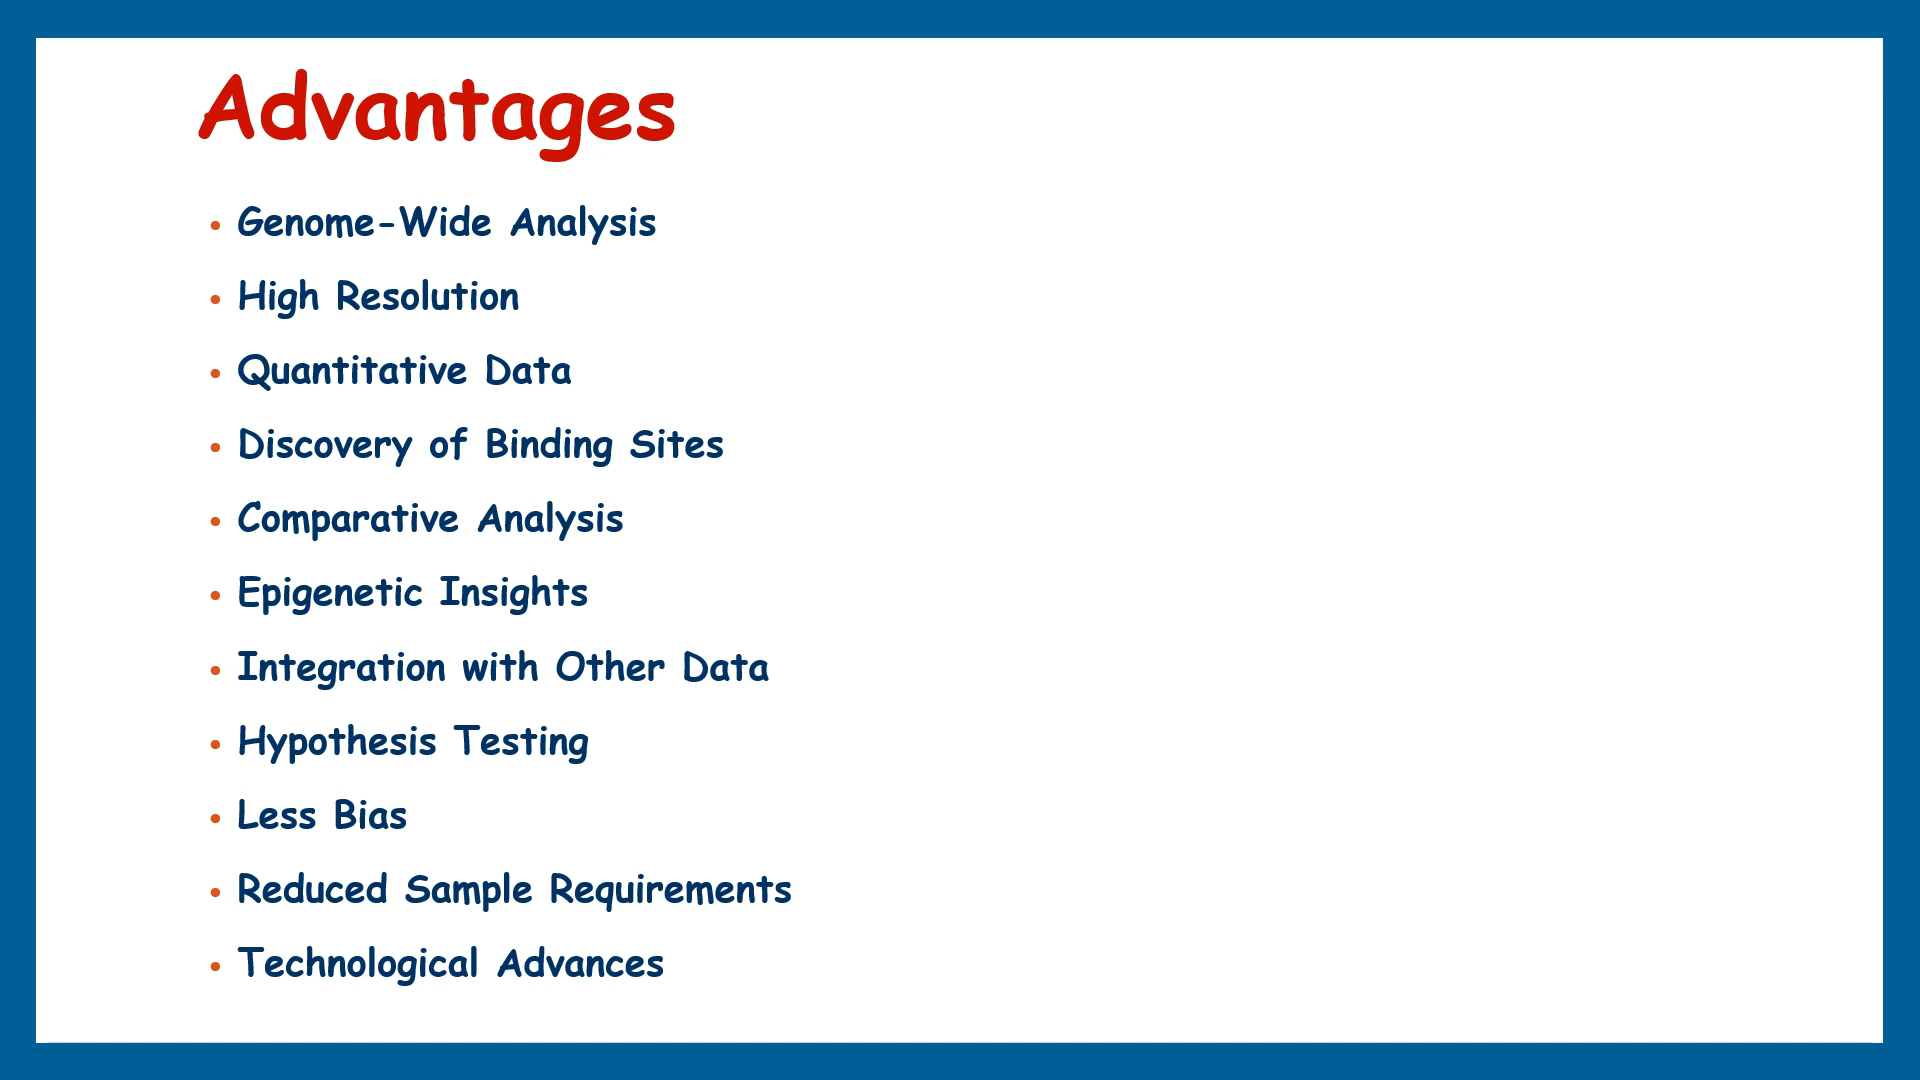 Advantages
• Genome-Wide Analysis
• High Resolution
• Quantitative Data
• Discovery of Binding Sites
• Comparative Analysis
• Epigenetic Insights
• Integration with Other Data
• Hypothesis Testing
• Less Bias
• Reduced Sample Requirements
• Technological Advances